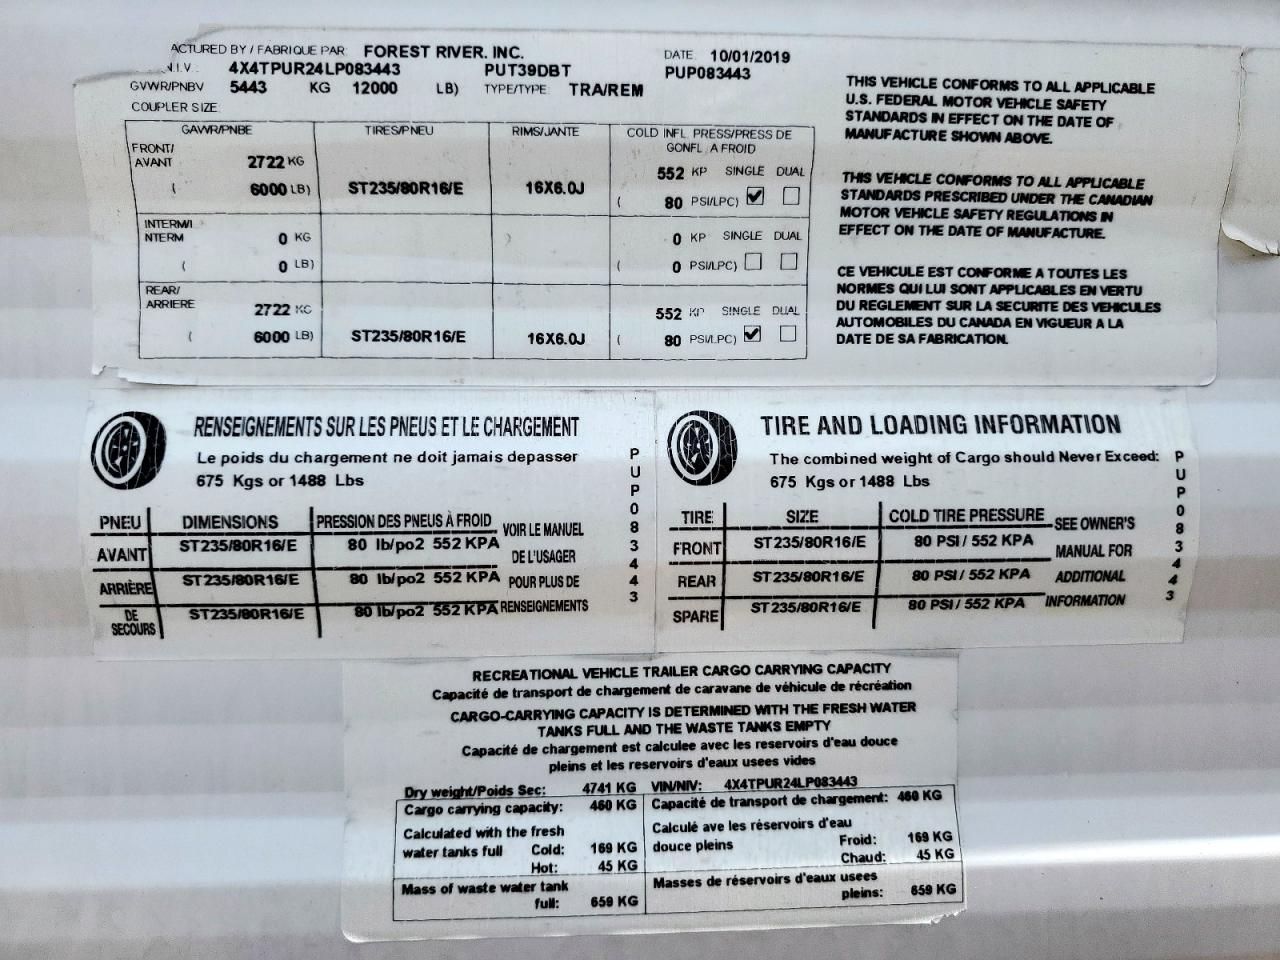 ACTURED BY / FABRIQUE PAR: FOREST RIVER, INC. DATE 10/01/2019
N.I.V. 4X4TPUR24LP083443 PUT39DBT PUP083443
GVWR/PNBV 5443 KG 12000 LB) TYPE/TYPE: TRA/REM
COUPLER SIZE
GAWR/PNBE TIRES/PNEU RIMS/JANTE COLD INFL. PRESS/PRESS DE
GONFL. A FROID
FRONT/
AVANT 2722 KG 552 KP SINGLE DUAL
( 6000 LB) ST235/80R16/E 16X6.0J ( 80 PSI/LPC) ☑ ☐
INTERM/I
NTERM 0 KG 0 KP SINGLE DUAL
( 0 LB) ( 0 PSI/LPC) ☐ ☐
REAR/
ARRIERE 2722 KG 552 KP SINGLE DUAL
( 6000 LB) ST235/80R16/E 16X6.0J ( 80 PSI/LPC) ☑ ☐
THIS VEHICLE CONFORMS TO ALL APPLICABLE
U.S. FEDERAL MOTOR VEHICLE SAFETY
STANDARDS IN EFFECT ON THE DATE OF
MANUFACTURE SHOWN ABOVE.
THIS VEHICLE CONFORMS TO ALL APPLICABLE
STANDARDS PRESCRIBED UNDER THE CANADIAN
MOTOR VEHICLE SAFETY REGULATIONS IN
EFFECT ON THE DATE OF MANUFACTURE.
CE VEHICULE EST CONFORME A TOUTES LES
NORMES QUI LUI SONT APPLICABLES EN VERTU
DU REGLEMENT SUR LA SECURITE DES VEHICULES
AUTOMOBILES DU CANADA EN VIGUEUR A LA
DATE DE SA FABRICATION.
RENSEIGNEMENTS SUR LES PNEUS ET LE CHARGEMENT
Le poids du chargement ne doit jamais depasser
675 Kgs or 1488 Lbs
PNEU DIMENSIONS PRESSION DES PNEUS À FROID
AVANT ST235/80R16/E 80 lb/po2 552 KPA
ARRIÈRE ST235/80R16/E 80 lb/po2 552 KPA
DE
SECOURS ST235/80R16/E 80 lb/po2 552 KPA
VOIR LE MANUEL
DE L'USAGER
POUR PLUS DE
RENSEIGNEMENTS
PUP083443
TIRE AND LOADING INFORMATION
The combined weight of Cargo should Never Exceed:
675 Kgs or 1488 Lbs
TIRE SIZE COLD TIRE PRESSURE
FRONT ST235/80R16/E 80 PSI / 552 KPA
REAR ST235/80R16/E 80 PSI / 552 KPA
SPARE ST235/80R16/E 80 PSI / 552 KPA
SEE OWNER'S
MANUAL FOR
ADDITIONAL
INFORMATION
PUP083443
RECREATIONAL VEHICLE TRAILER CARGO CARRYING CAPACITY
Capacité de transport de chargement de caravane de véhicule de récréation
CARGO-CARRYING CAPACITY IS DETERMINED WITH THE FRESH WATER
TANKS FULL AND THE WASTE TANKS EMPTY
Capacité de chargement est calculee avec les reservoirs d'eau douce
pleins et les reservoirs d'eaux usees vides
Dry weight/Poids Sec: 4741 KG VIN/NIV: 4X4TPUR24LP083443
Cargo carrying capacity: 460 KG
Calculated with the fresh
water tanks full Cold: 169 KG
Hot: 45 KG
Mass of waste water tank
full: 659 KG
Capacité de transport de chargement: 460 KG
Calculé ave les réservoirs d'eau
douce pleins Froid: 169 KG
Chaud: 45 KG
Masses de réservoirs d'eaux usees
pleins: 659 KG